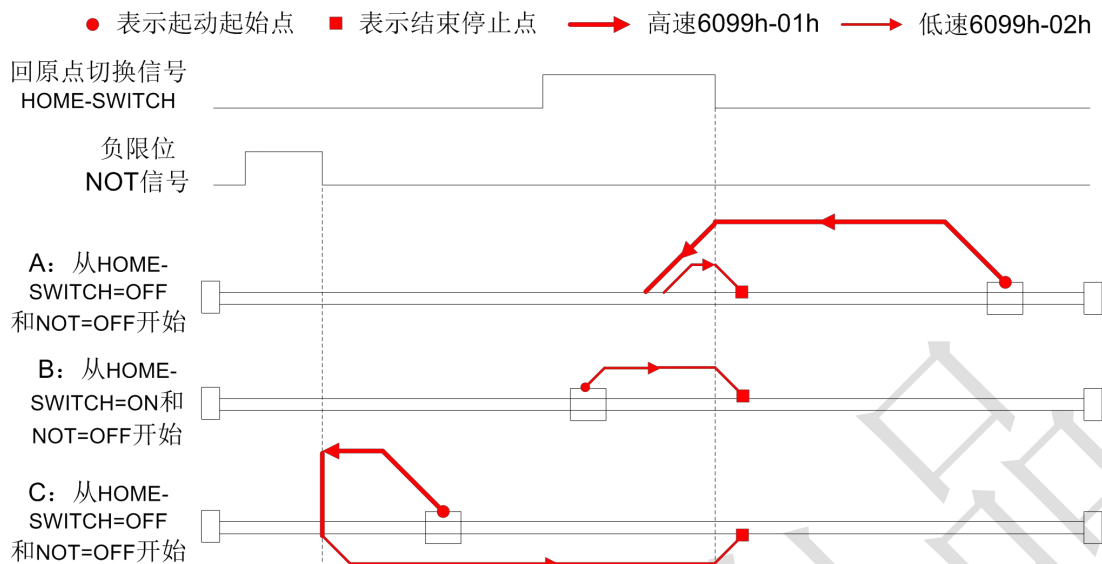 表示起动起始点 表示结束停止点 高速6099h-01h 低速6099h-02h
回原点切换信号
HOME-SWITCH
负限位
NOT信号
A：从HOME-
SWITCH=OFF
和NOT=OFF开始
B：从HOME-
SWITCH=ON和
NOT=OFF开始
C：从HOME-
SWITCH=OFF
和NOT=OFF开始